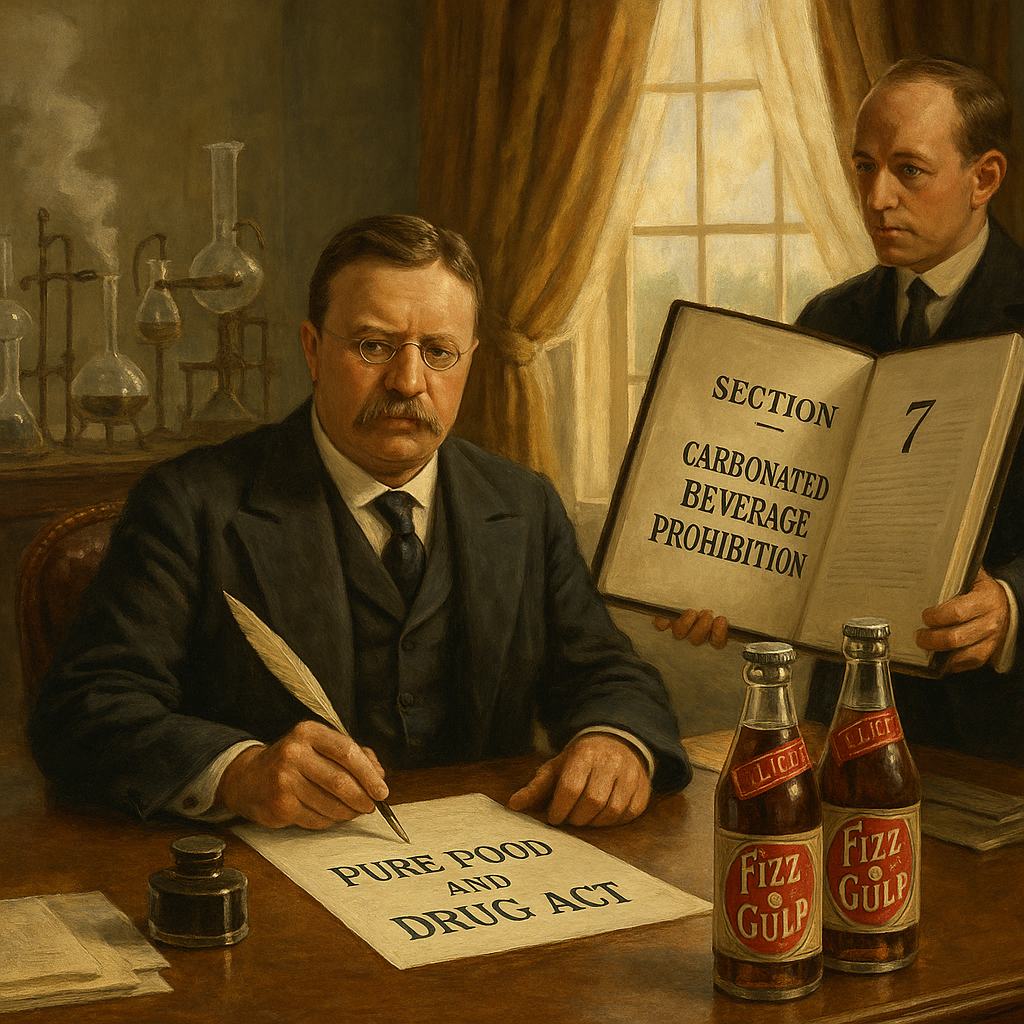 SECTION
CARBONATED
BEVERAGE
PROHIBITION
7
PURE POOD
AND
DRUG ACT
FIZZ
GULP
FIZZ
GULP